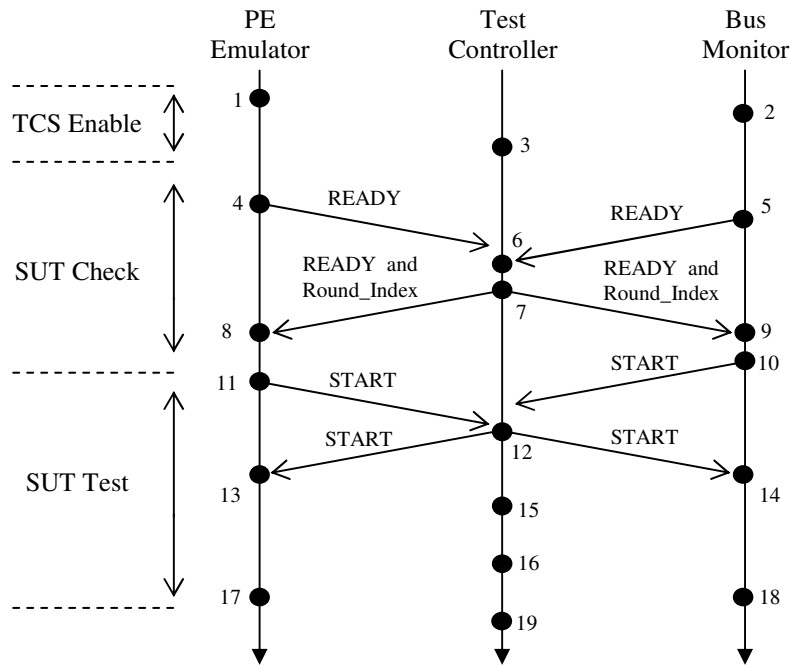 PE
Emulator
Test
Controller
Bus
Monitor
1
2
TCS Enable
3
4
READY
READY
5
6
SUT Check
READY and
Round_Index
READY and
Round_Index
7
8
9
START
10
11
START
START
START
12
SUT Test
13
14
15
16
17
18
19